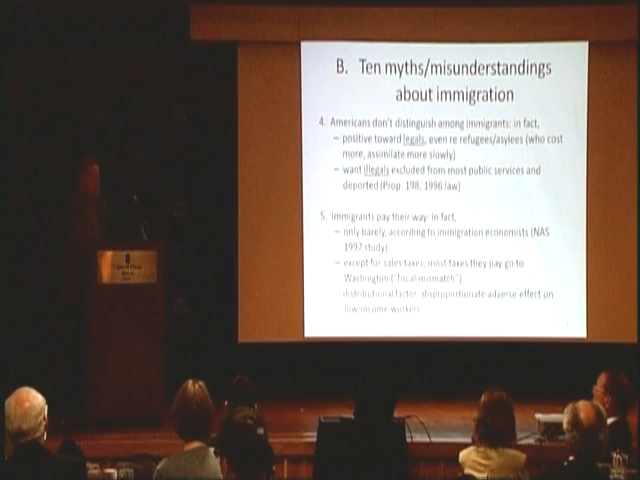 B. Ten myths/misunderstandings
about immigration
4. Americans don't distinguish among immigrants: in fact,
– positive toward legals, even re refugees/asylees (who cost
more, assimilate more slowly)
– want illegals excluded from most public services and
deported (Prop. 198, 1996 law)
5. Immigrants pay their way: in fact,
– only barely, according to immigration economists (NAS
1997 study)
– except for sales taxes, most taxes they pay go to
Washington ("fiscal mismatch")
distributional factor: disproportionate adverse effect on
low income workers